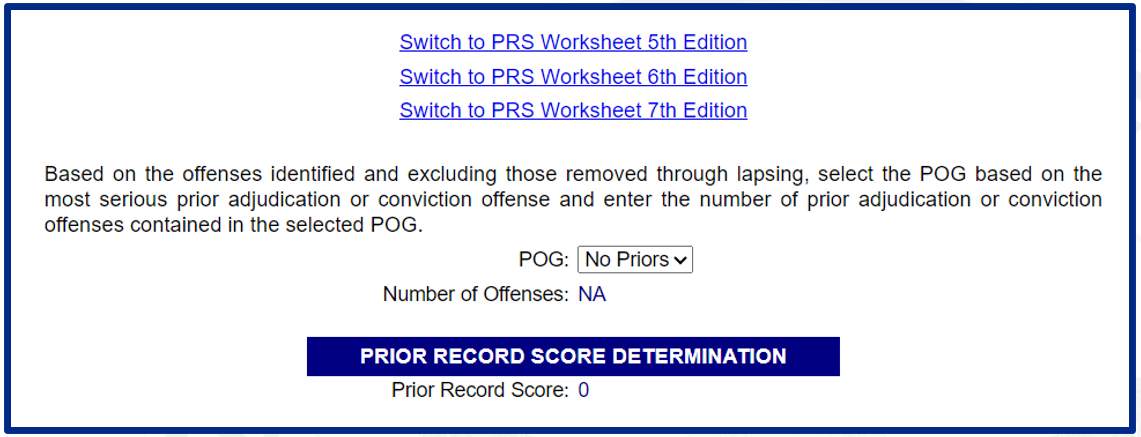 Switch to PRS Worksheet 5th Edition
Switch to PRS Worksheet 6th Edition
Switch to PRS Worksheet 7th Edition
Based on the offenses identified and excluding those removed through lapsing, select the POG based on the
most serious prior adjudication or conviction offense and enter the number of prior adjudication or conviction
offenses contained in the selected POG.
POG: No Priors
Number of Offenses: NA
PRIOR RECORD SCORE DETERMINATION
Prior Record Score: 0